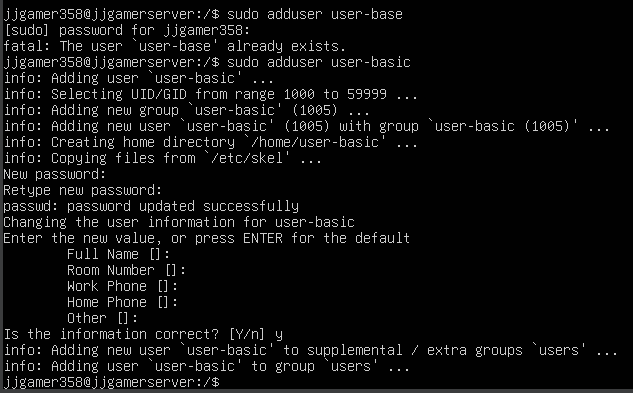 jjgamer358@jjgamerserver:/$ sudo adduser user-base
[sudo] password for jjgamer358:
fatal: The user `user-base' already exists.
jjgamer358@jjgamerserver:/$ sudo adduser user-basic
info: Adding user `user-basic' ...
info: Selecting UID/GID from range 1000 to 59999 ...
info: Adding new group `user-basic' (1005) ...
info: Adding new user `user-basic' (1005) with group `user-basic (1005)' ...
info: Creating home directory `/home/user-basic' ...
info: Copying files from `/etc/skel' ...
New password:
Retype new password:
passwd: password updated successfully
Changing the user information for user-basic
Enter the new value, or press ENTER for the default
        Full Name []:
        Room Number []:
        Work Phone []:
        Home Phone []:
        Other []:
Is the information correct? [Y/n] y
info: Adding new user `user-basic' to supplemental / extra groups `users' ...
info: Adding user `user-basic' to group `users' ...
jjgamer358@jjgamerserver:/$